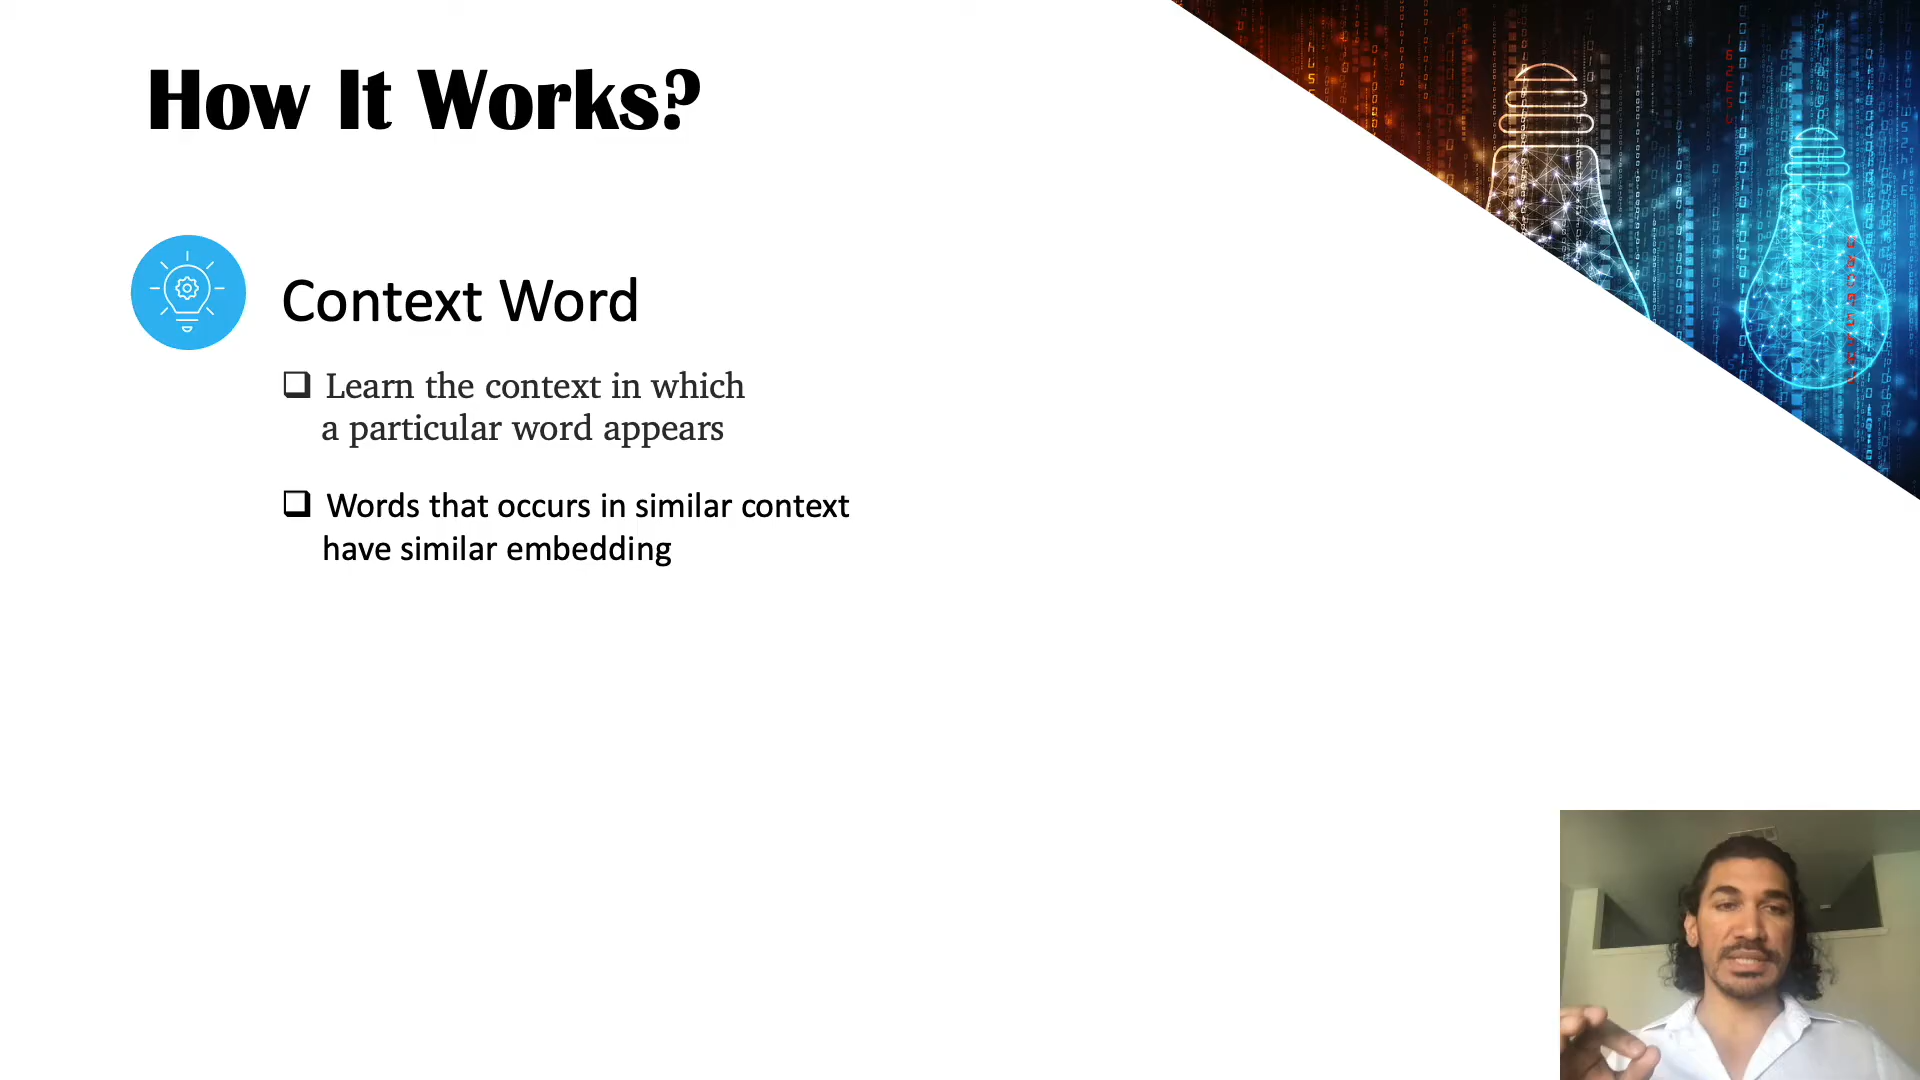 How It Works?
Context Word
Learn the context in which
a particular word appears
Words that occurs in similar context
have similar embedding